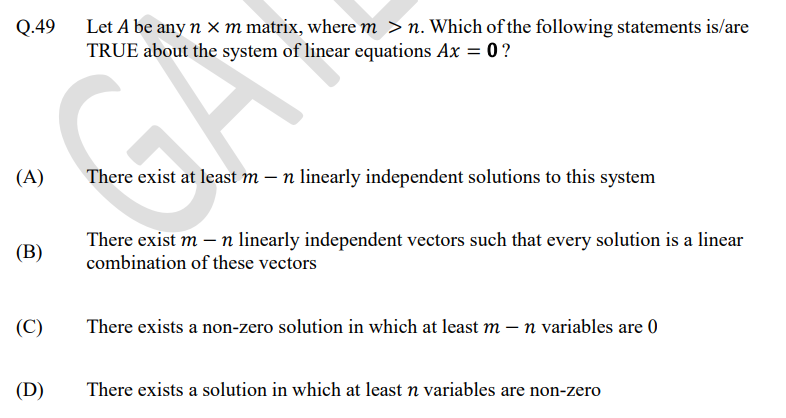 Q.49 Let A be any n × m matrix, where m > n. Which of the following statements is/are
TRUE about the system of linear equations Ax = 0 ?
(A) There exist at least m − n linearly independent solutions to this system
(B) There exist m − n linearly independent vectors such that every solution is a linear
combination of these vectors
(C) There exists a non-zero solution in which at least m − n variables are 0
(D) There exists a solution in which at least n variables are non-zero